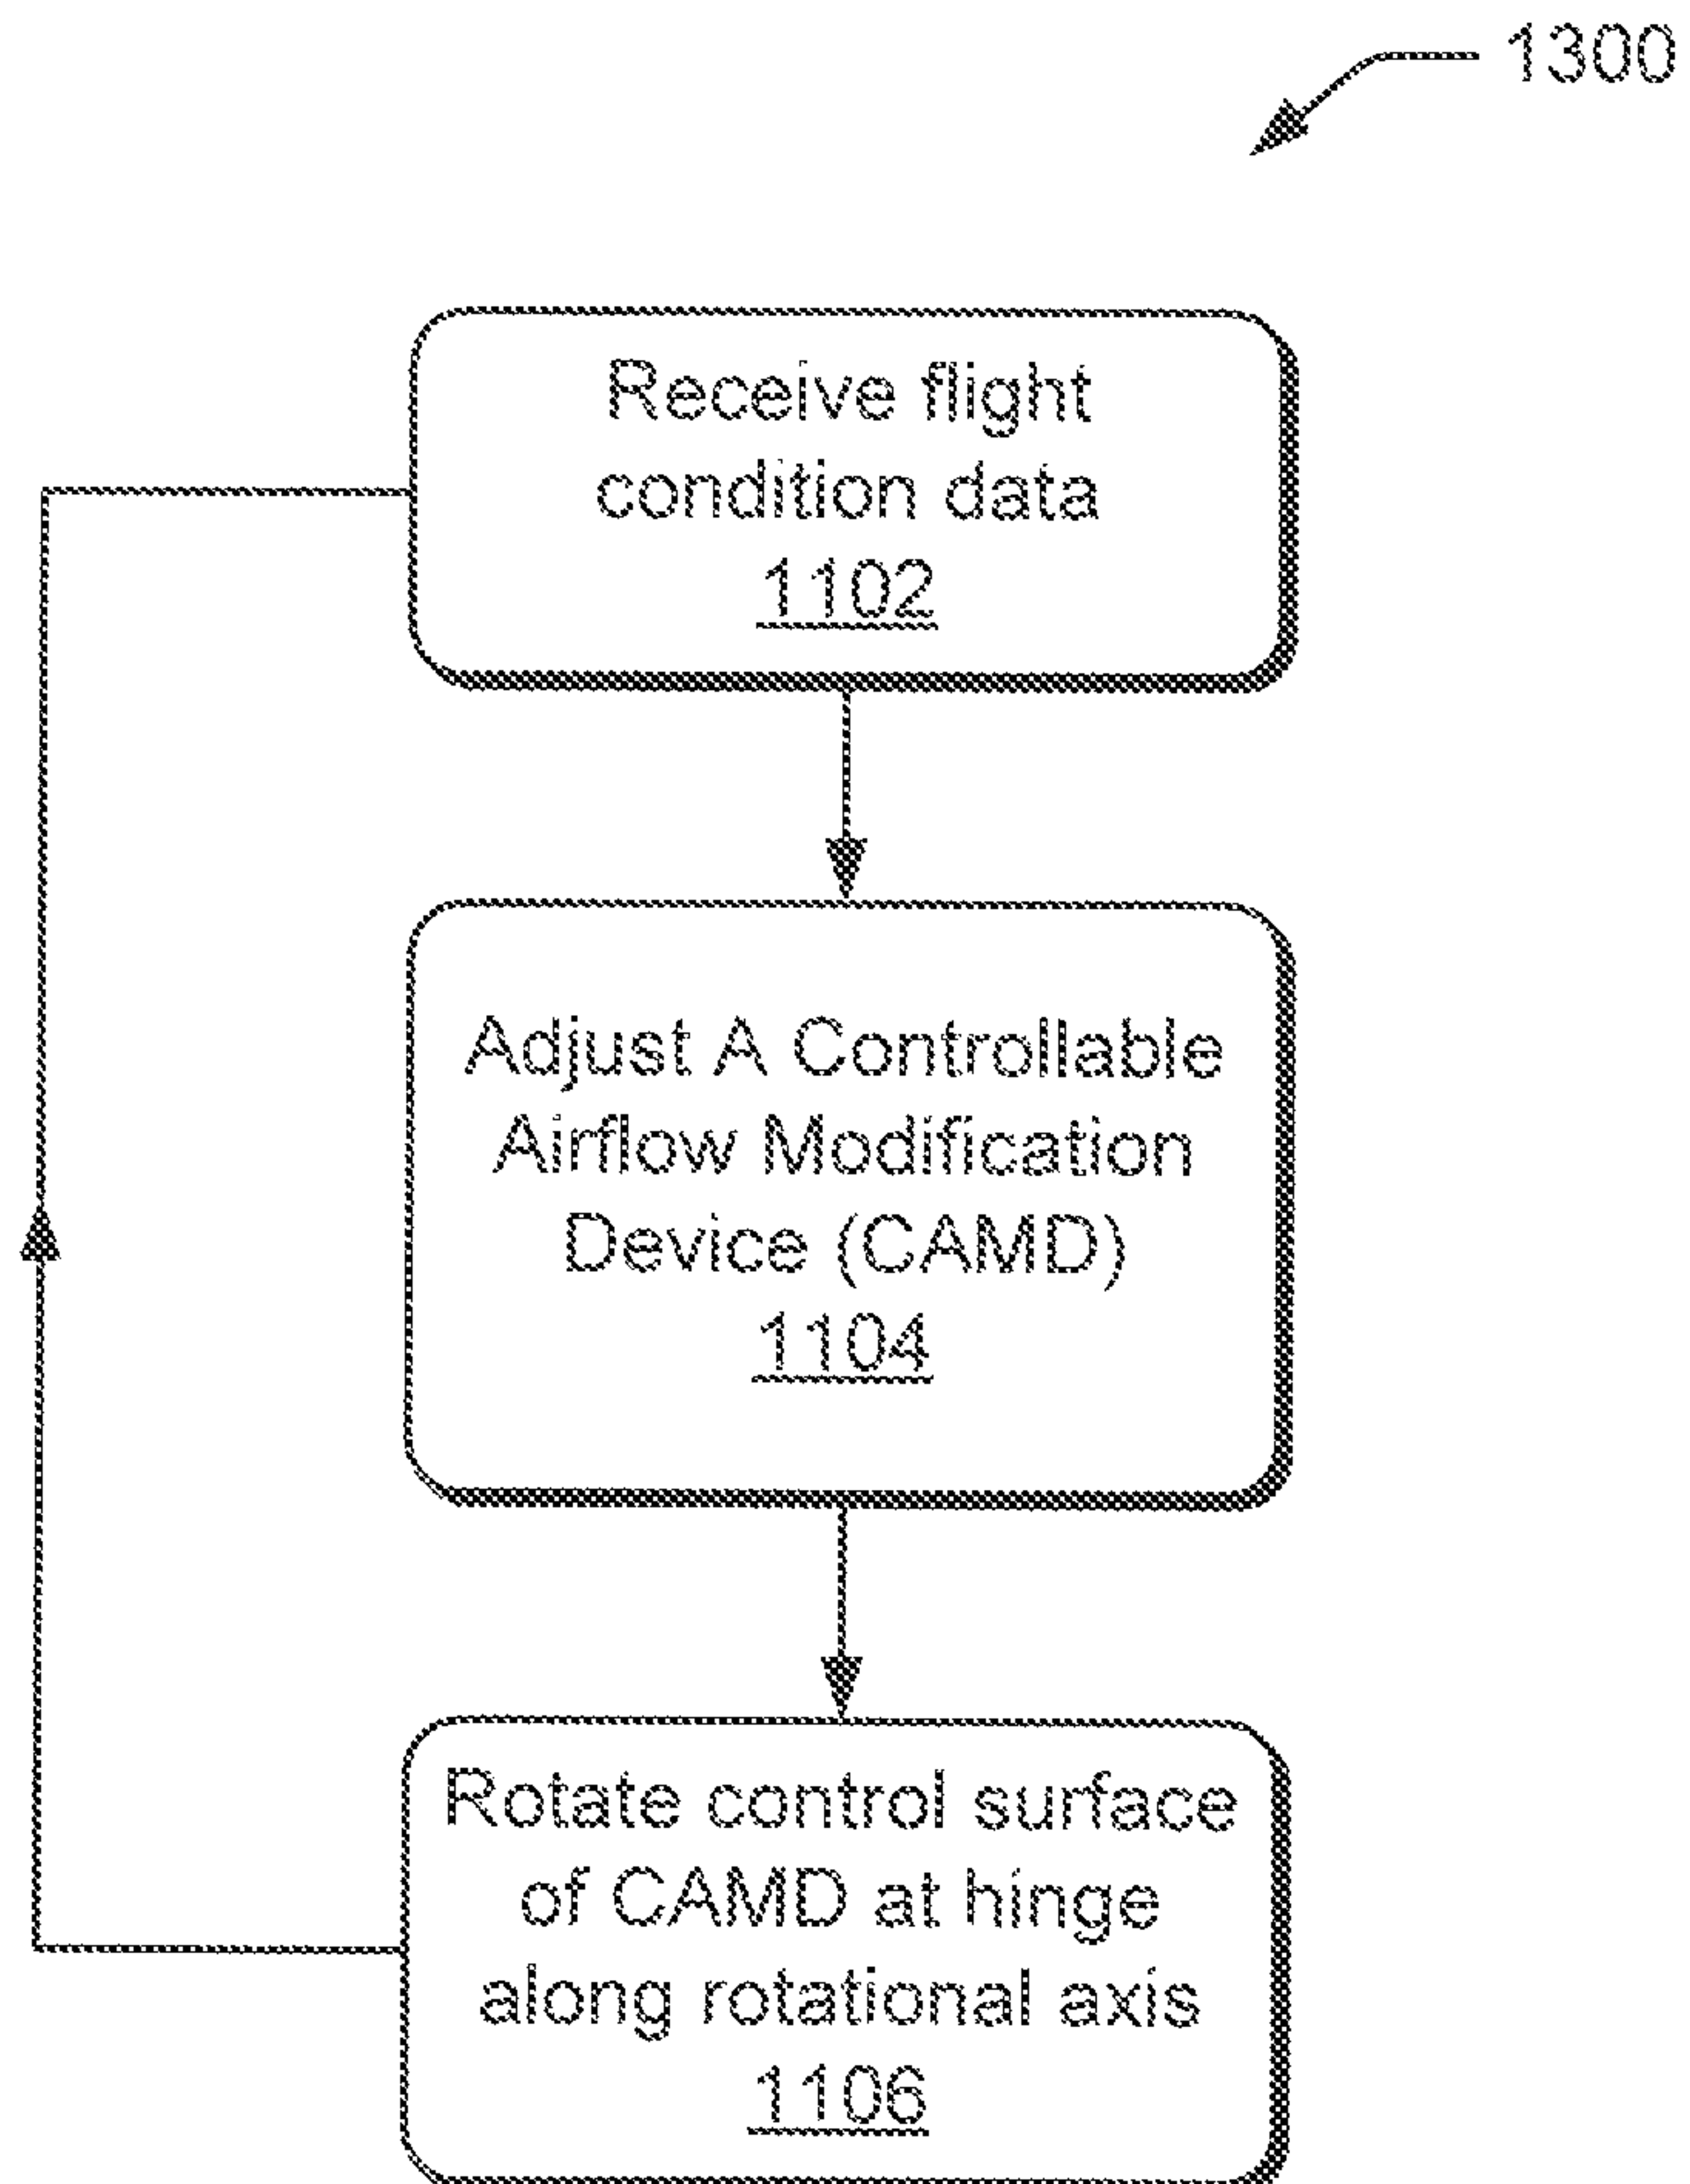 1300
Receive flight
condition data
1102
Adjust A Controllable
Airflow Modification
Device (CAMD)
1104
Rotate control surface
of CAMD at hinge
along rotational axis
1106